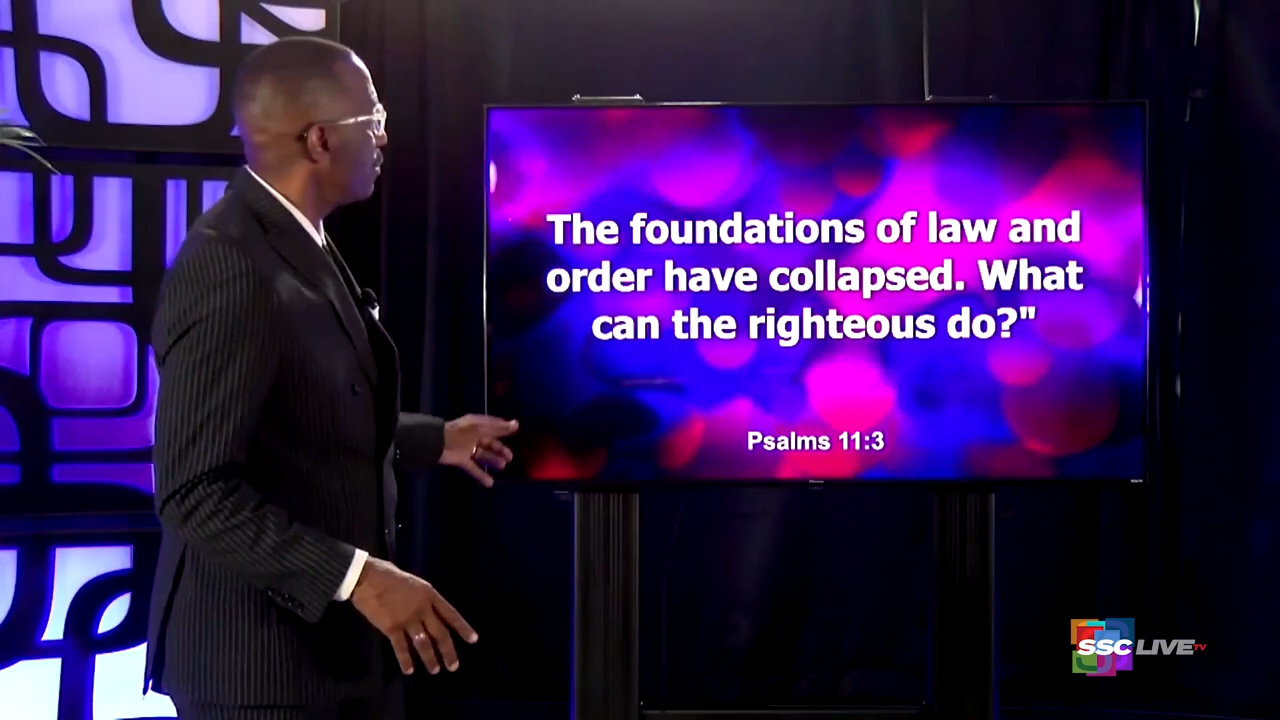 The foundations of law and
order have collapsed. What
can the righteous do?"
Psalms 11:3
SSC LIVE TV